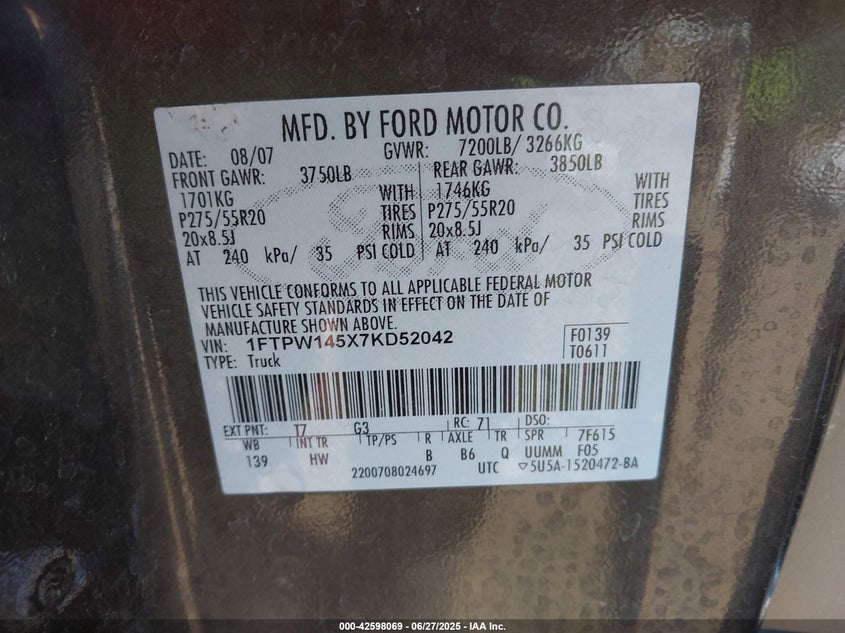 MFD. BY FORD MOTOR CO.
DATE: 08/07 GVWR: 7200LB/ 3266KG
FRONT GAWR: 3750LB REAR GAWR: 3850LB
1701KG WITH 1746KG WITH
P275/55R20 TIRES P275/55R20 TIRES
20x8.5J RIMS 20x8.5J RIMS
AT 240 kPa/ 35 PSI COLD AT 240 kPa/ 35 PSI COLD
THIS VEHICLE CONFORMS TO ALL APPLICABLE FEDERAL MOTOR
VEHICLE SAFETY STANDARDS IN EFFECT ON THE DATE OF
MANUFACTURE SHOWN ABOVE.
VIN: 1FTPW145X7KD52042 F0139
TYPE: Truck T0611
EXT PNT: T7 G3 RC: 71 DSO:
WB INT TR TP/PS R AXLE TR SPR 7F615
139 HW B B6 Q UUMM F05
2200708024697 UTC ▽5U5A-1520472-BA
000-42598069 - 06/27/2025 - IAA Inc.